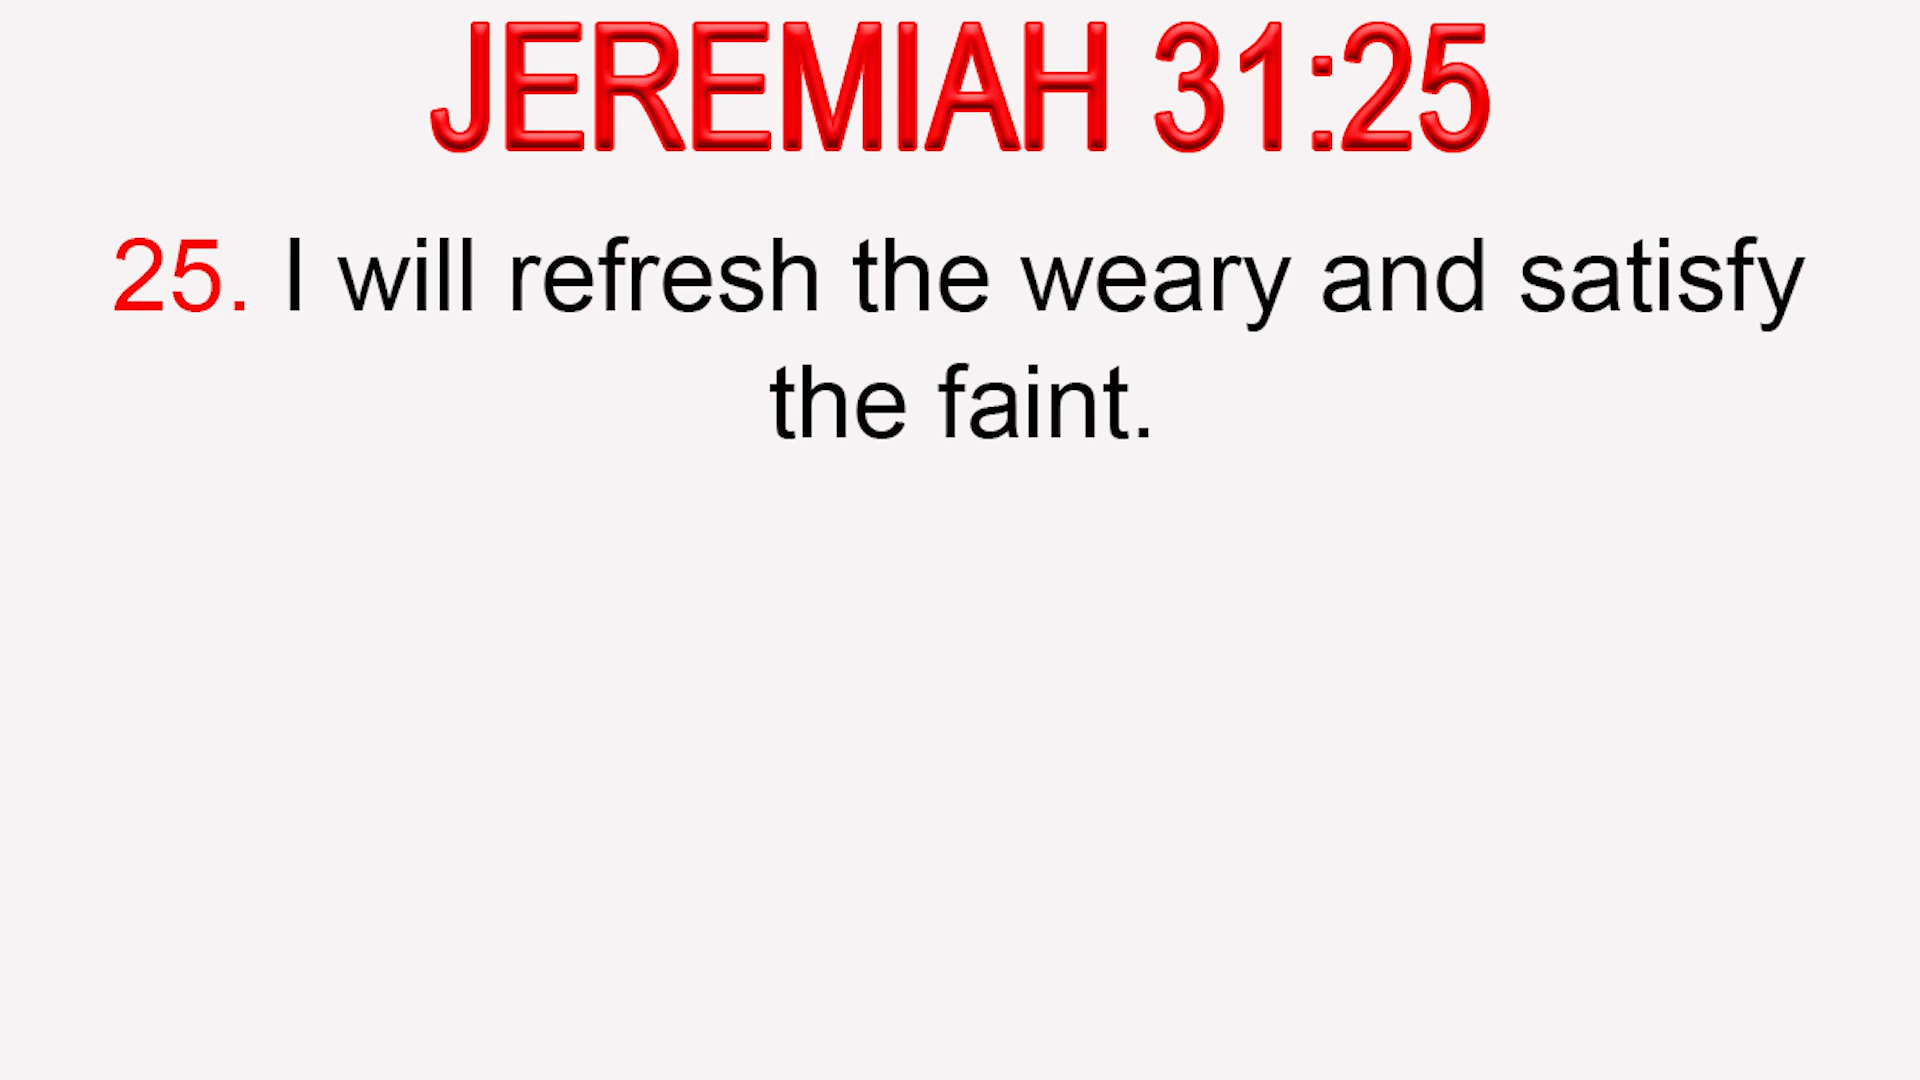 JEREMIAH 31:25
25. I will refresh the weary and satisfy
the faint.